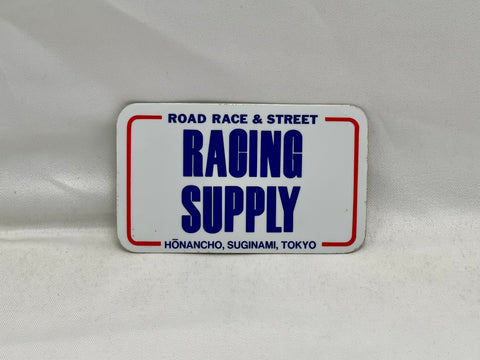 ROAD RACE & STREET
RACING
SUPPLY
HŌNANCHO, SUGINAMI, TOKYO